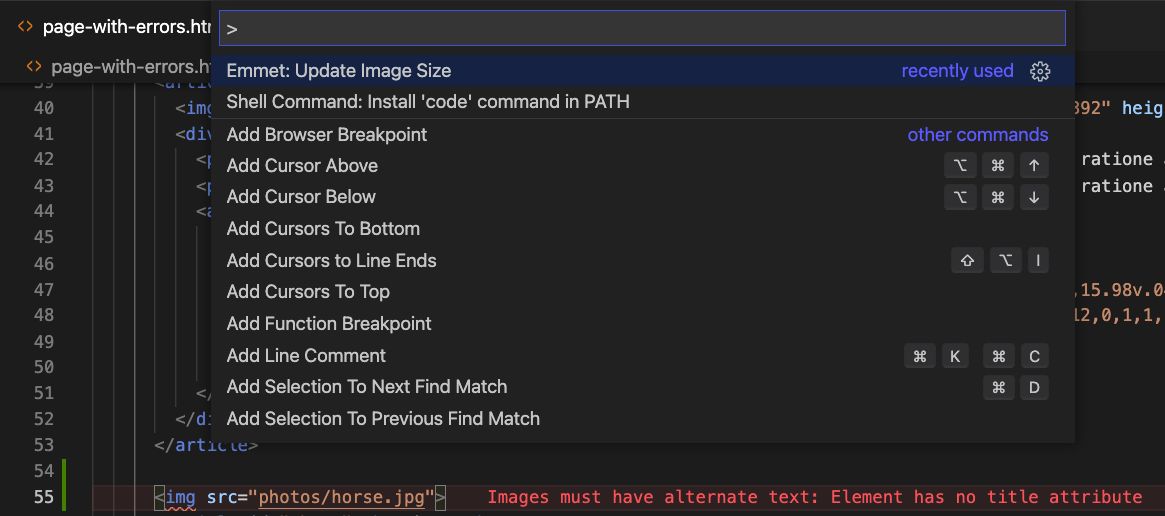 <> page-with-errors.htm
>
<> page-with-errors.h
Emmet: Update Image Size recently used
Shell Command: Install 'code' command in PATH
Add Browser Breakpoint other commands
Add Cursor Above ⌥ ⌘ ↑
Add Cursor Below ⌥ ⌘ ↓
Add Cursors To Bottom
Add Cursors to Line Ends ⇧ ⌥ I
Add Cursors To Top
Add Function Breakpoint
Add Line Comment ⌘ K ⌘ C
Add Selection To Next Find Match ⌘ D
Add Selection To Previous Find Match
39 <arti
40 <img 892" heig
41 <div
42 <p ratione
43 <p ratione
44 <a
45
46
47 ,15.98v.04
48 12,0,1,1,
49
50
51 </
52 </di
53 </article>
54
55 <img src="photos/horse.jpg"> Images must have alternate text: Element has no title attribute